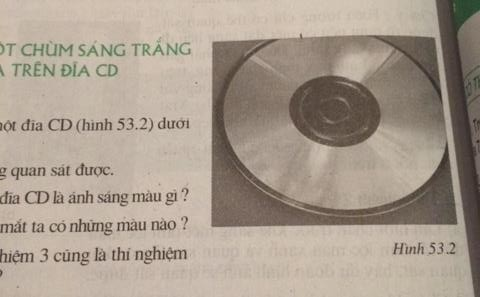 ỘT CHÙM SÁNG TRẮNG
TRÊN ĐĨA CD
một đĩa CD (hình 53.2) dưới
g quan sát được.
đĩa CD là ánh sáng màu gì ?
mắt ta có những màu nào ?
hiệm 3 cũng là thí nghiệm
?
Hình 53.2